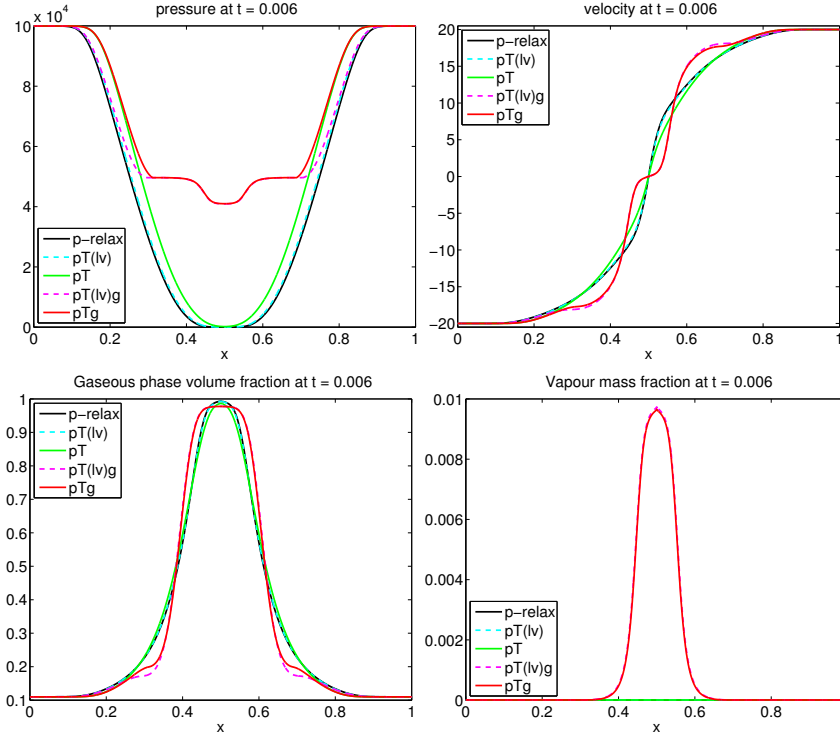 pressure at t = 0.006
x 10⁴
10
8
6
4
2
0
0 0.2 0.4 0.6 0.8 1
x
p−relax
pT(lv)
pT
pT(lv)g
pTg
velocity at t = 0.006
20
15
10
5
0
−5
−10
−15
−20
0 0.2 0.4 0.6 0.8 1
x
p−relax
pT(lv)
pT
pT(lv)g
pTg
Gaseous phase volume fraction at t = 0.006
1
0.9
0.8
0.7
0.6
0.5
0.4
0.3
0.2
0.1
0 0.2 0.4 0.6 0.8 1
x
p−relax
pT(lv)
pT
pT(lv)g
pTg
Vapour mass fraction at t = 0.006
0.01
0.008
0.006
0.004
0.002
0
0 0.2 0.4 0.6 0.8
x
p−relax
pT(lv)
pT
pT(lv)g
pTg